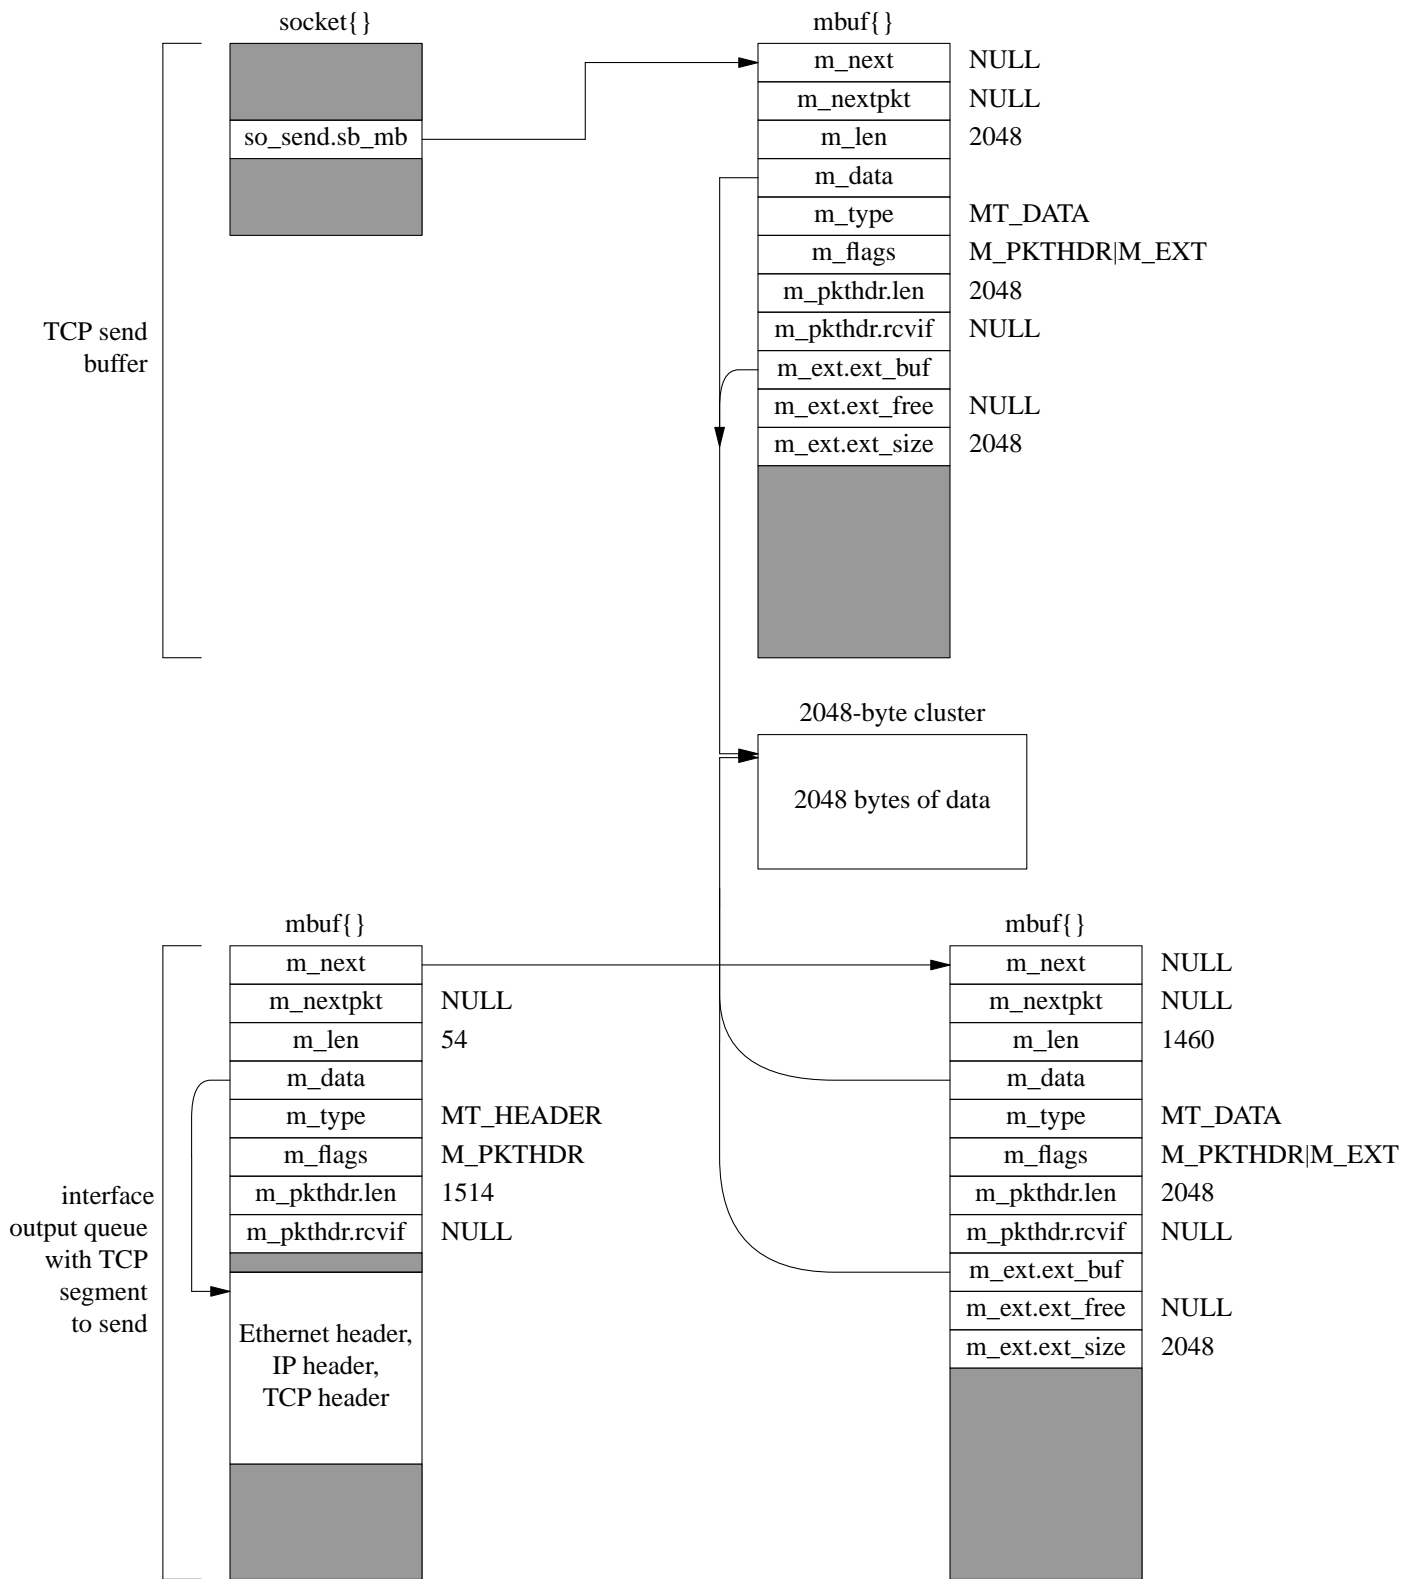 socket{}
so_send.sb_mb
TCP send
buffer
mbuf{}
m_next NULL
m_nextpkt NULL
m_len 2048
m_data
m_type MT_DATA
m_flags M_PKTHDR|M_EXT
m_pkthdr.len 2048
m_pkthdr.rcvif NULL
m_ext.ext_buf
m_ext.ext_free NULL
m_ext.ext_size 2048
2048-byte cluster
2048 bytes of data
interface
output queue
with TCP
segment
to send
mbuf{}
m_next
m_nextpkt NULL
m_len 54
m_data
m_type MT_HEADER
m_flags M_PKTHDR
m_pkthdr.len 1514
m_pkthdr.rcvif NULL
Ethernet header,
IP header,
TCP header
mbuf{}
m_next NULL
m_nextpkt NULL
m_len 1460
m_data
m_type MT_DATA
m_flags M_PKTHDR|M_EXT
m_pkthdr.len 2048
m_pkthdr.rcvif NULL
m_ext.ext_buf
m_ext.ext_free NULL
m_ext.ext_size 2048